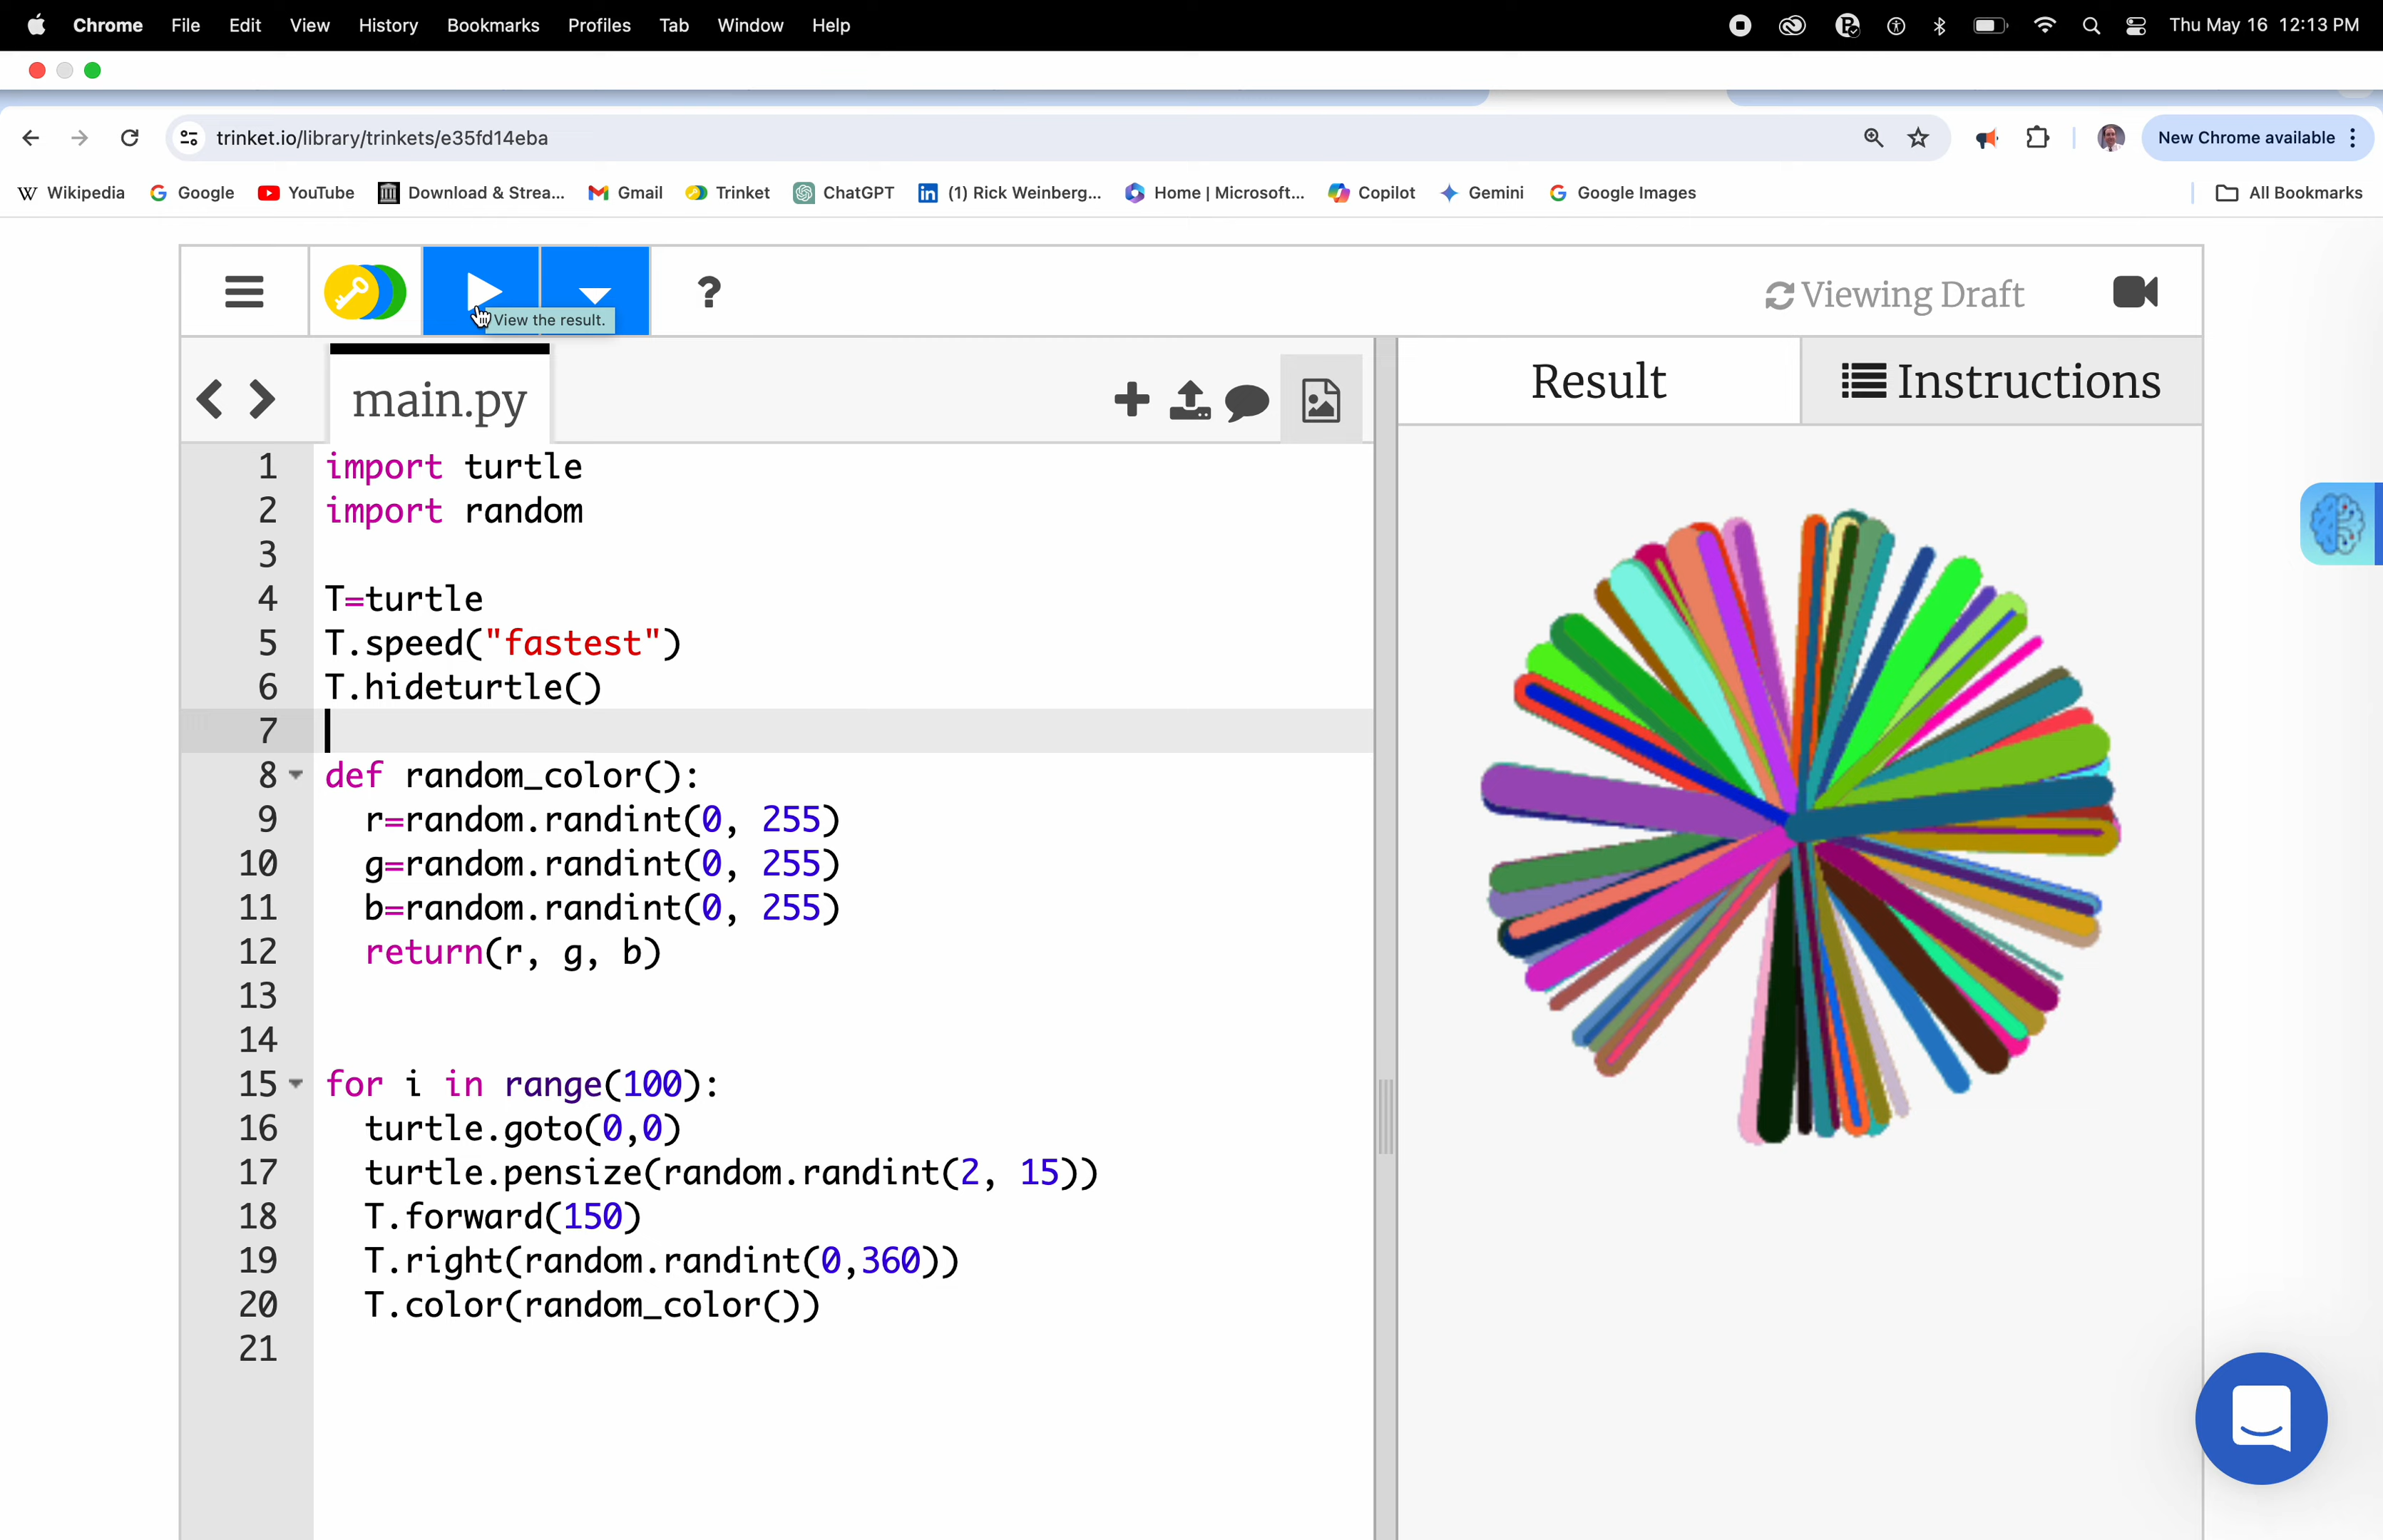 Chrome File Edit View History Bookmarks Profiles Tab Window Help Thu May 16 12:13 PM
trinket.io/library/trinkets/e35fd14eba New Chrome available
W Wikipedia Google YouTube Download & Strea... Gmail Trinket ChatGPT (1) Rick Weinberg... Home | Microsoft... Copilot Gemini Google Images All Bookmarks
? Viewing Draft
View the result.
main.py Result Instructions
1 import turtle
2 import random
3
4 T=turtle
5 T.speed("fastest")
6 T.hideturtle()
7
8 def random_color():
9   r=random.randint(0, 255)
10   g=random.randint(0, 255)
11   b=random.randint(0, 255)
12   return(r, g, b)
13
14
15 for i in range(100):
16   turtle.goto(0,0)
17   turtle.pensize(random.randint(2, 15))
18   T.forward(150)
19   T.right(random.randint(0,360))
20   T.color(random_color())
21